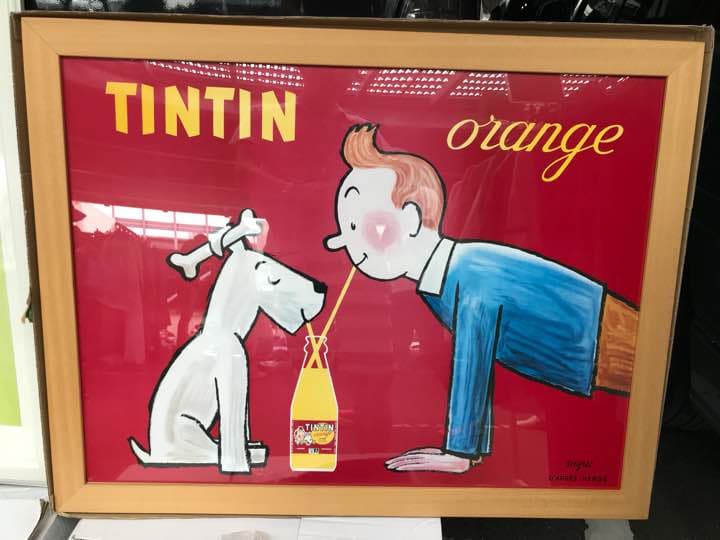 TINTIN
orange
TINTIN
D'APRÈS HERGÉ